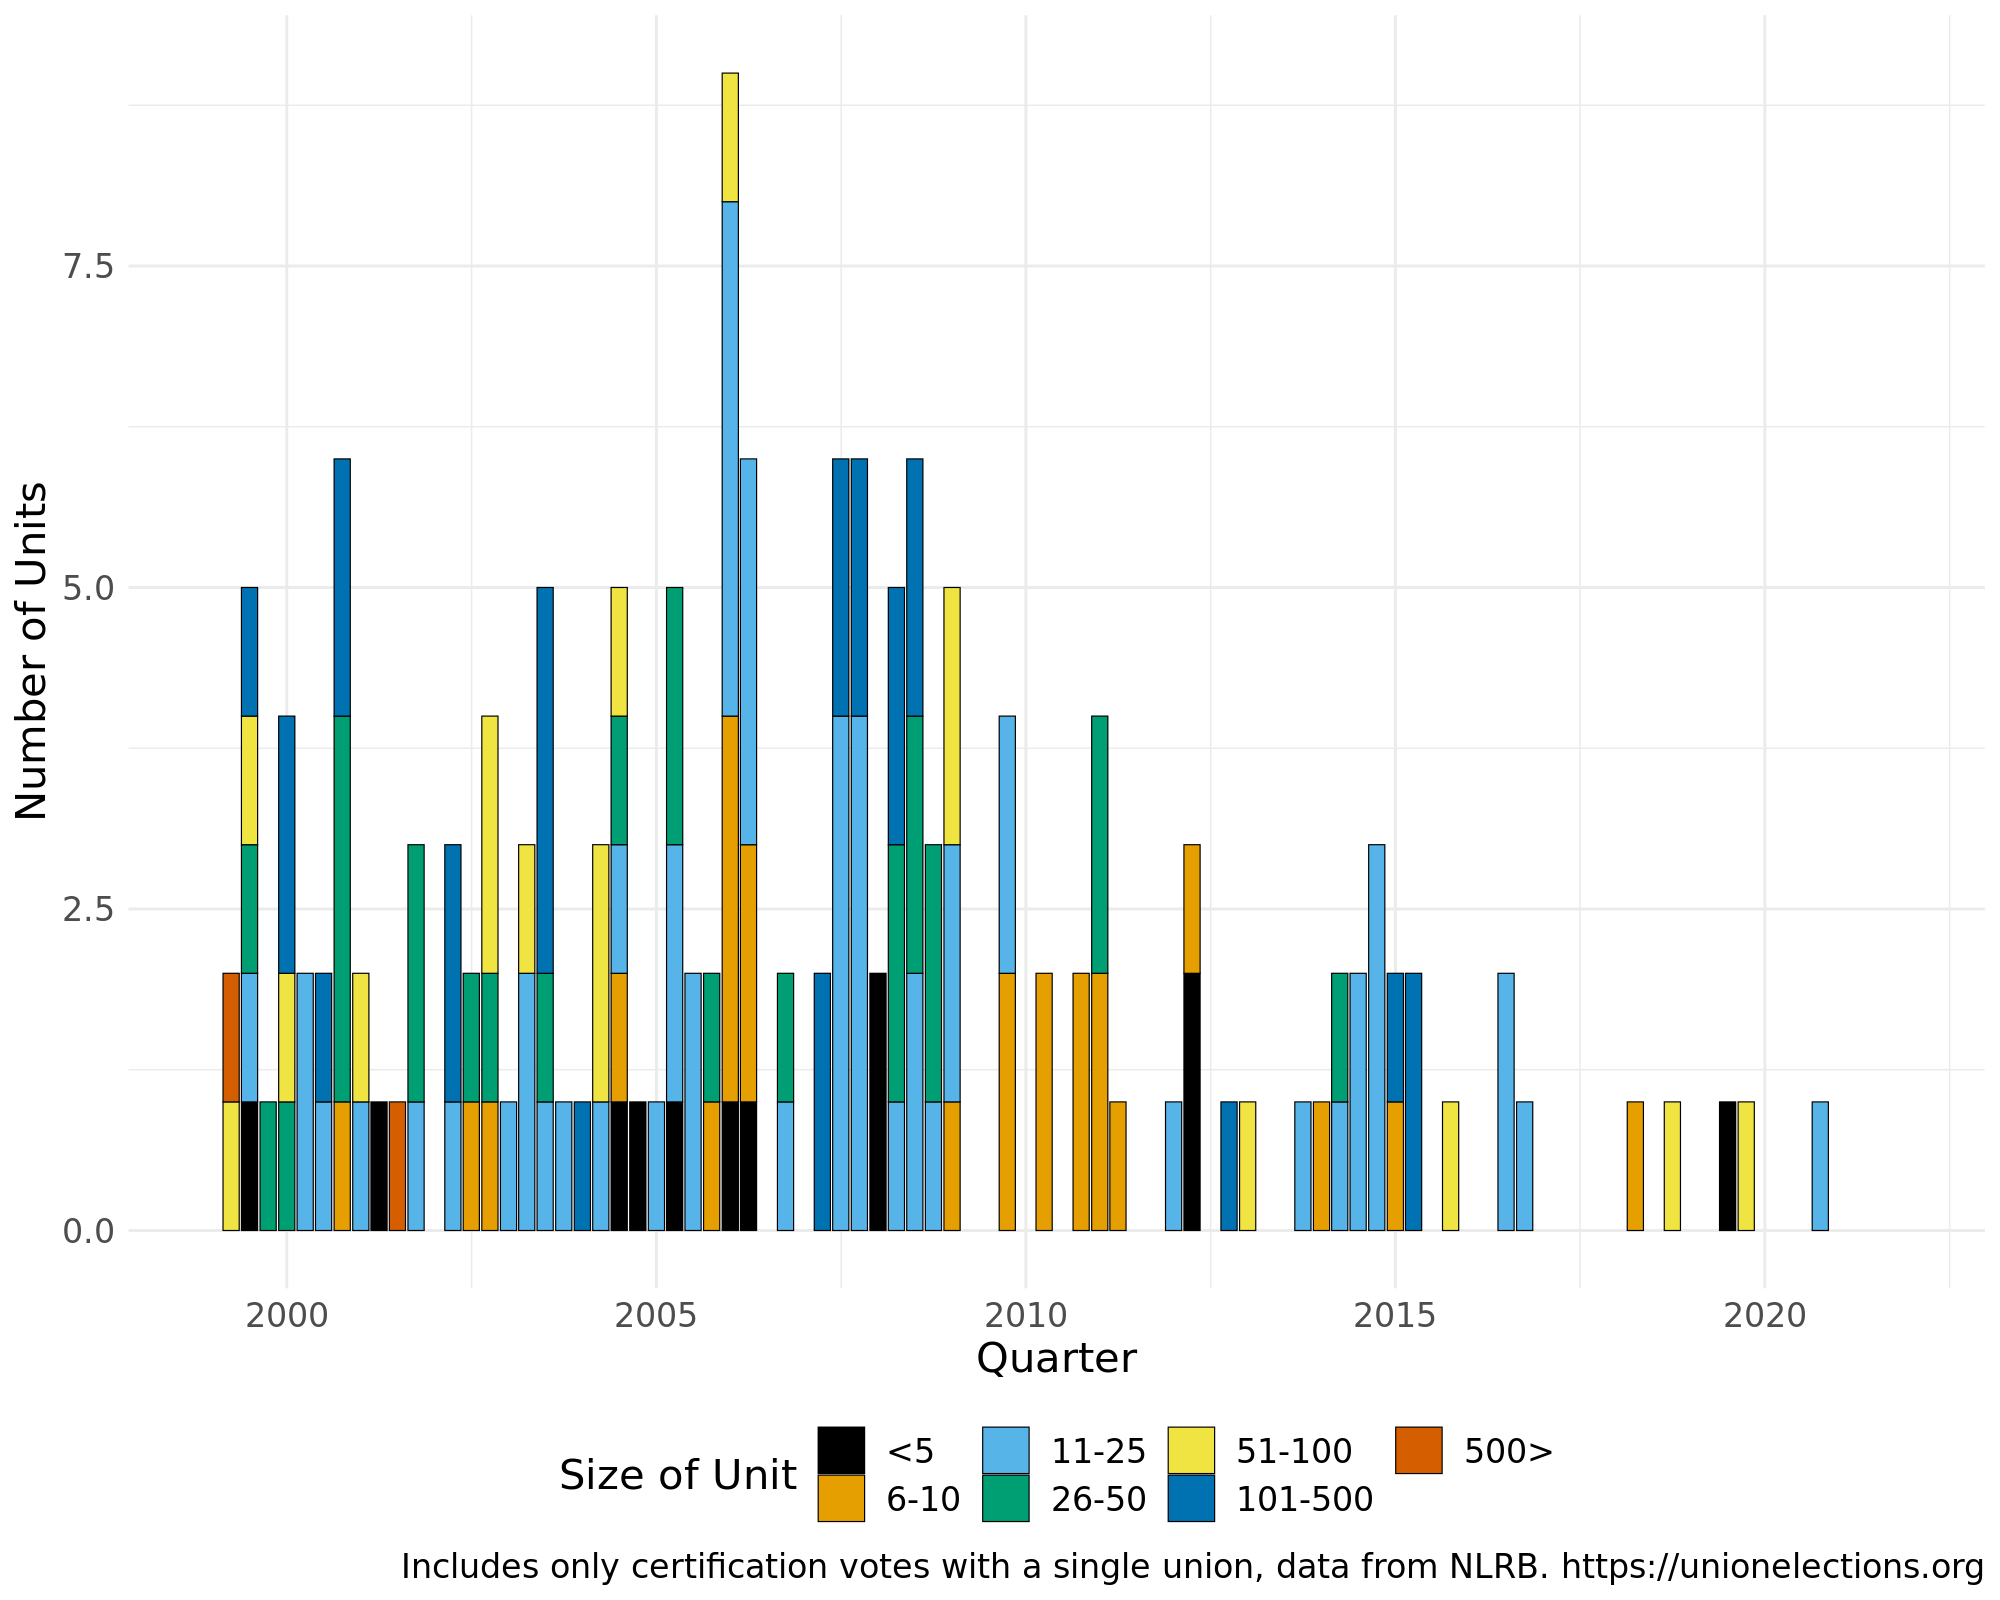 Number of Units
7.5
5.0
2.5
0.0
2000 2005 2010 2015 2020
Quarter
Size of Unit
<5 11-25 51-100 500>
6-10 26-50 101-500
Includes only certification votes with a single union, data from NLRB. https://unionelections.org